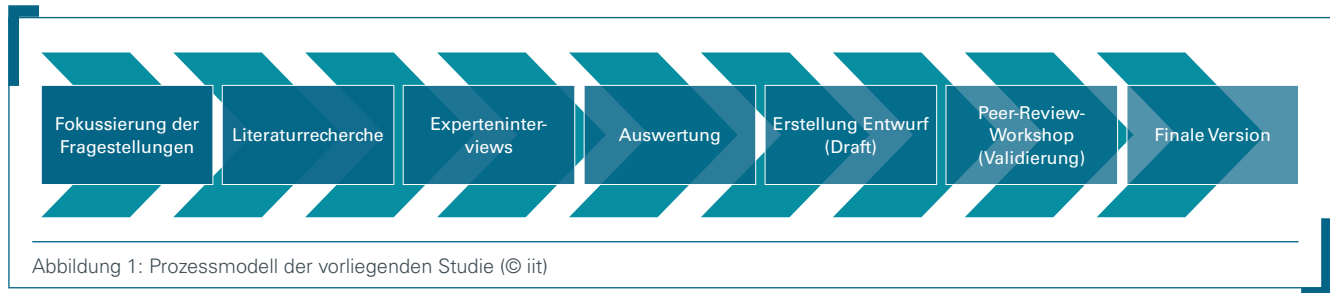 Fokussierung der
Fragestellungen
Literaturrecherche
Experteninter-
views
Auswertung
Erstellung Entwurf
(Draft)
Peer-Review-
Workshop
(Validierung)
Finale Version
Abbildung 1: Prozessmodell der vorliegenden Studie (© iit)